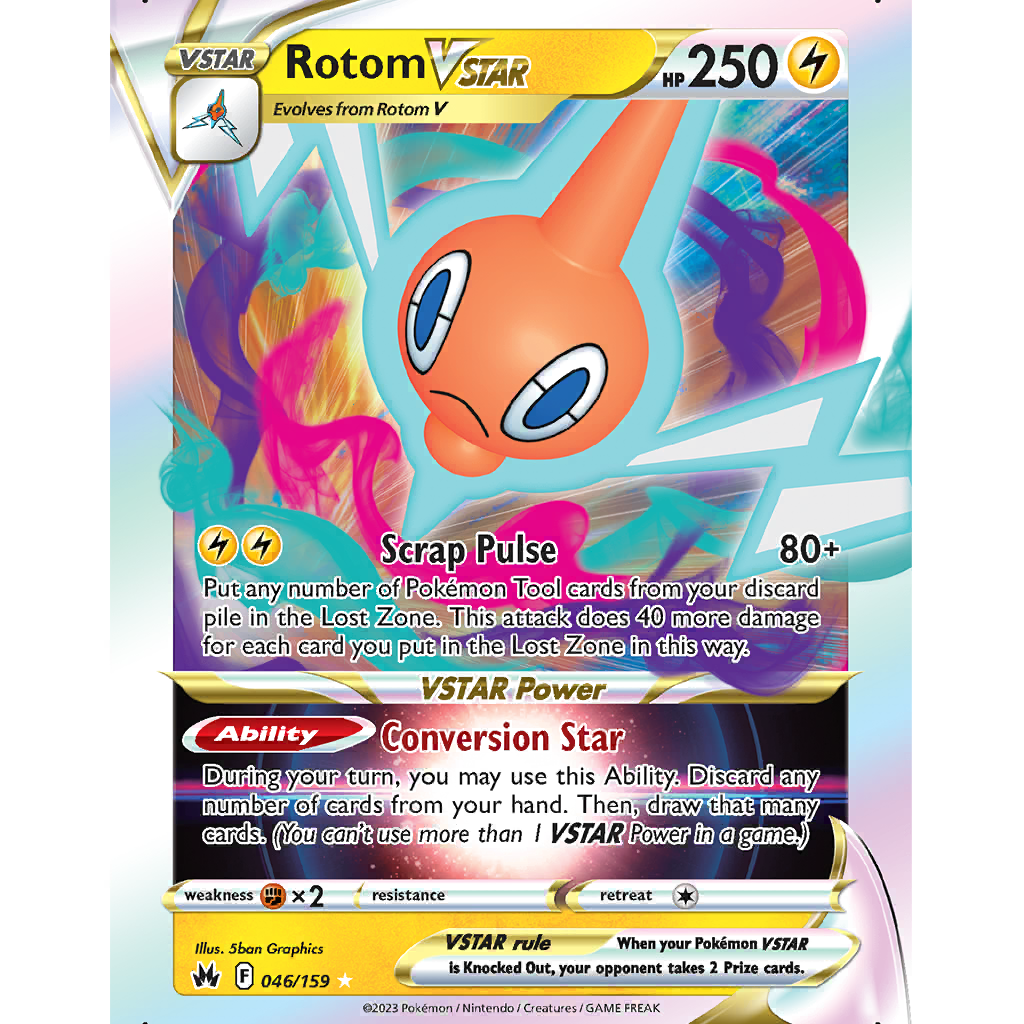 VSTAR
Rotom VSTAR
HP 250
Evolves from Rotom V
Scrap Pulse 80+
Put any number of Pokémon Tool cards from your discard
pile in the Lost Zone. This attack does 40 more damage
for each card you put in the Lost Zone in this way.
VSTAR Power
Ability Conversion Star
During your turn, you may use this Ability. Discard any
number of cards from your hand. Then, draw that many
cards. (You can't use more than 1 VSTAR Power in a game.)
weakness ×2 resistance retreat
Illus. 5ban Graphics
F 046/159
VSTAR rule When your Pokémon VSTAR
is Knocked Out, your opponent takes 2 Prize cards.
©2023 Pokémon / Nintendo / Creatures / GAME FREAK